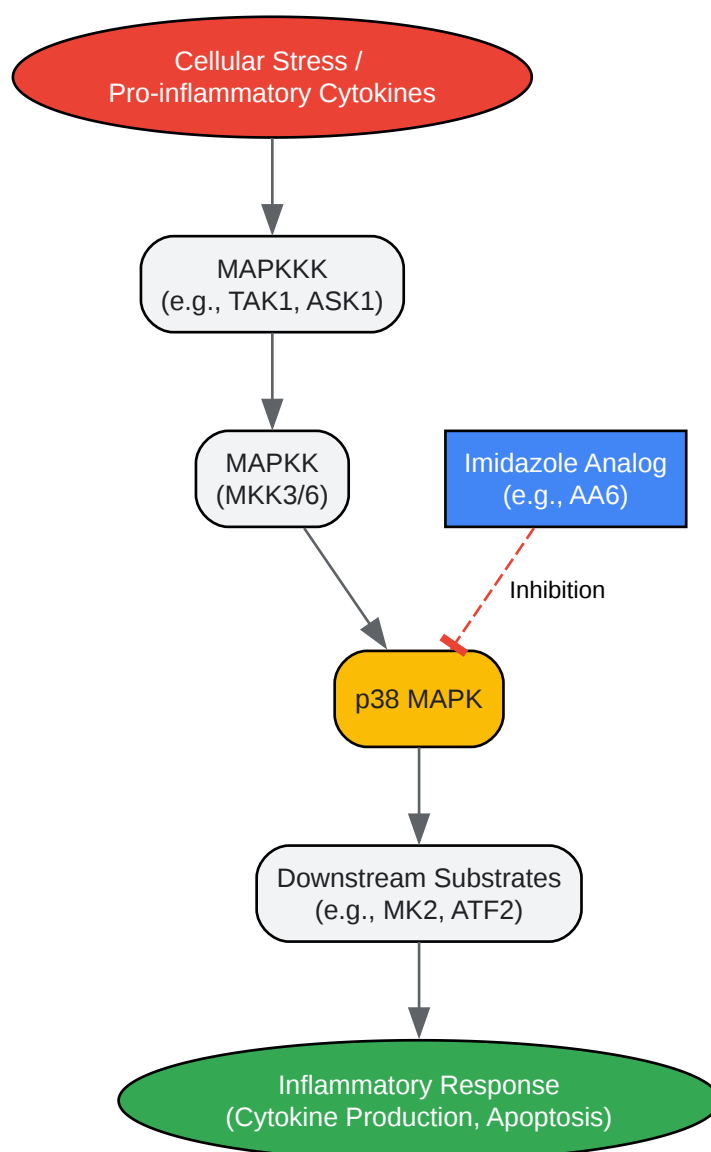 Cellular Stress /
Pro-inflammatory Cytokines
MAPKKK
(e.g., TAK1, ASK1)
MAPKK
(MKK3/6)
Imidazole Analog
(e.g., AA6)
Inhibition
p38 MAPK
Downstream Substrates
(e.g., MK2, ATF2)
Inflammatory Response
(Cytokine Production, Apoptosis)